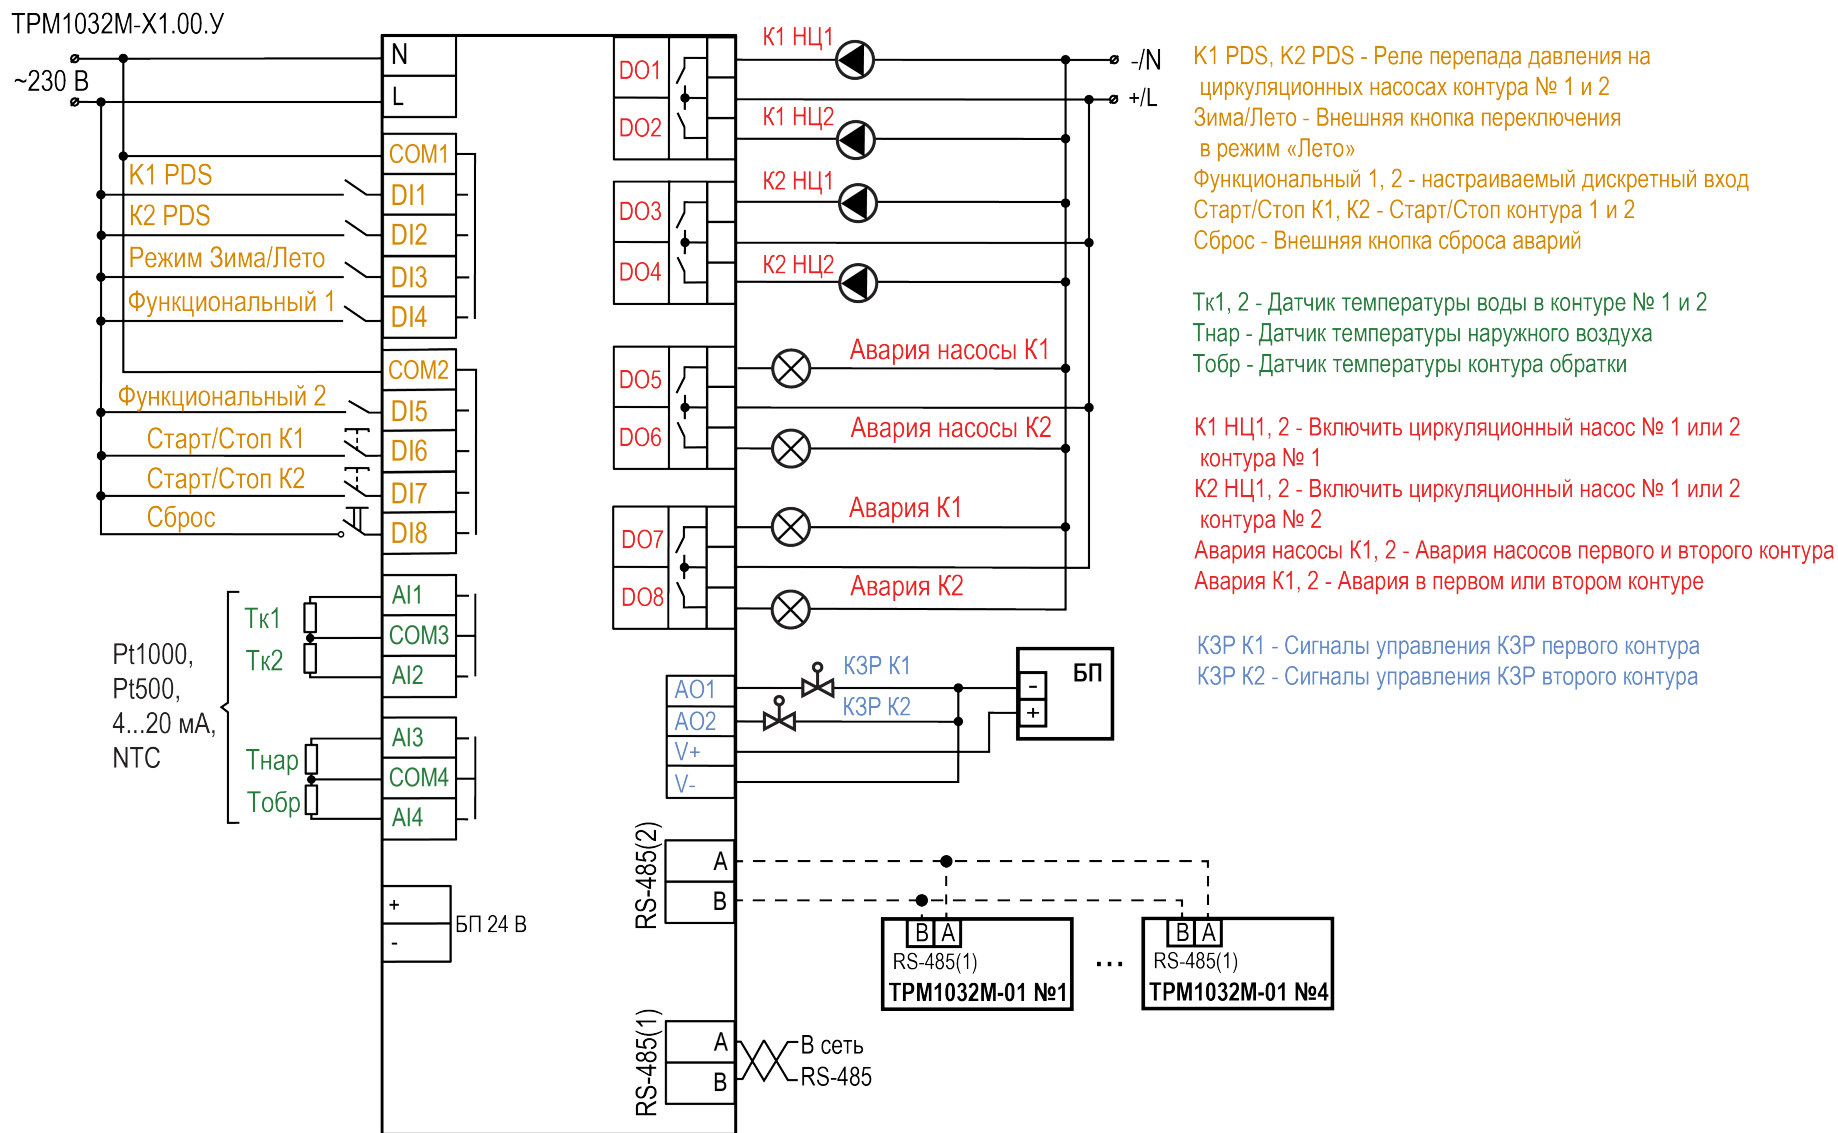 ТРМ1032М-Х1.00.У
~230 В
N
L
COM1
K1 PDS
DI1
К2 PDS
DI2
Режим Зима/Лето
DI3
Функциональный 1
DI4
COM2
Функциональный 2
DI5
Старт/Стоп К1
DI6
Старт/Стоп К2
DI7
Сброс
DI8
Тк1
Тк2
AI1
COM3
AI2
Pt1000,
Pt500,
4...20 мА,
NTC
Тнар
Тобр
AI3
COM4
AI4
+
-
БП 24 В
DO1
DO2
К1 НЦ1
К1 НЦ2
-/N
+/L
DO3
DO4
К2 НЦ1
К2 НЦ2
DO5
DO6
Авария насосы К1
Авария насосы К2
DO7
DO8
Авария К1
Авария К2
AO1
AO2
V+
V-
КЗР К1
КЗР К2
-
+
БП
RS-485(2)
A
B
B A
RS-485(1)
ТРМ1032М-01 №1
...
B A
RS-485(1)
ТРМ1032М-01 №4
RS-485(1)
A
B
В сеть
RS-485
K1 PDS, K2 PDS - Реле перепада давления на
циркуляционных насосах контура № 1 и 2
Зима/Лето - Внешняя кнопка переключения
в режим «Лето»
Функциональный 1, 2 - настраиваемый дискретный вход
Старт/Стоп К1, К2 - Старт/Стоп контура 1 и 2
Сброс - Внешняя кнопка сброса аварий
Тк1, 2 - Датчик температуры воды в контуре № 1 и 2
Тнар - Датчик температуры наружного воздуха
Тобр - Датчик температуры контура обратки
К1 НЦ1, 2 - Включить циркуляционный насос № 1 или 2
контура № 1
К2 НЦ1, 2 - Включить циркуляционный насос № 1 или 2
контура № 2
Авария насосы К1, 2 - Авария насосов первого и второго контура
Авария К1, 2 - Авария в первом или втором контуре
КЗР К1 - Сигналы управления КЗР первого контура
КЗР К2 - Сигналы управления КЗР второго контура